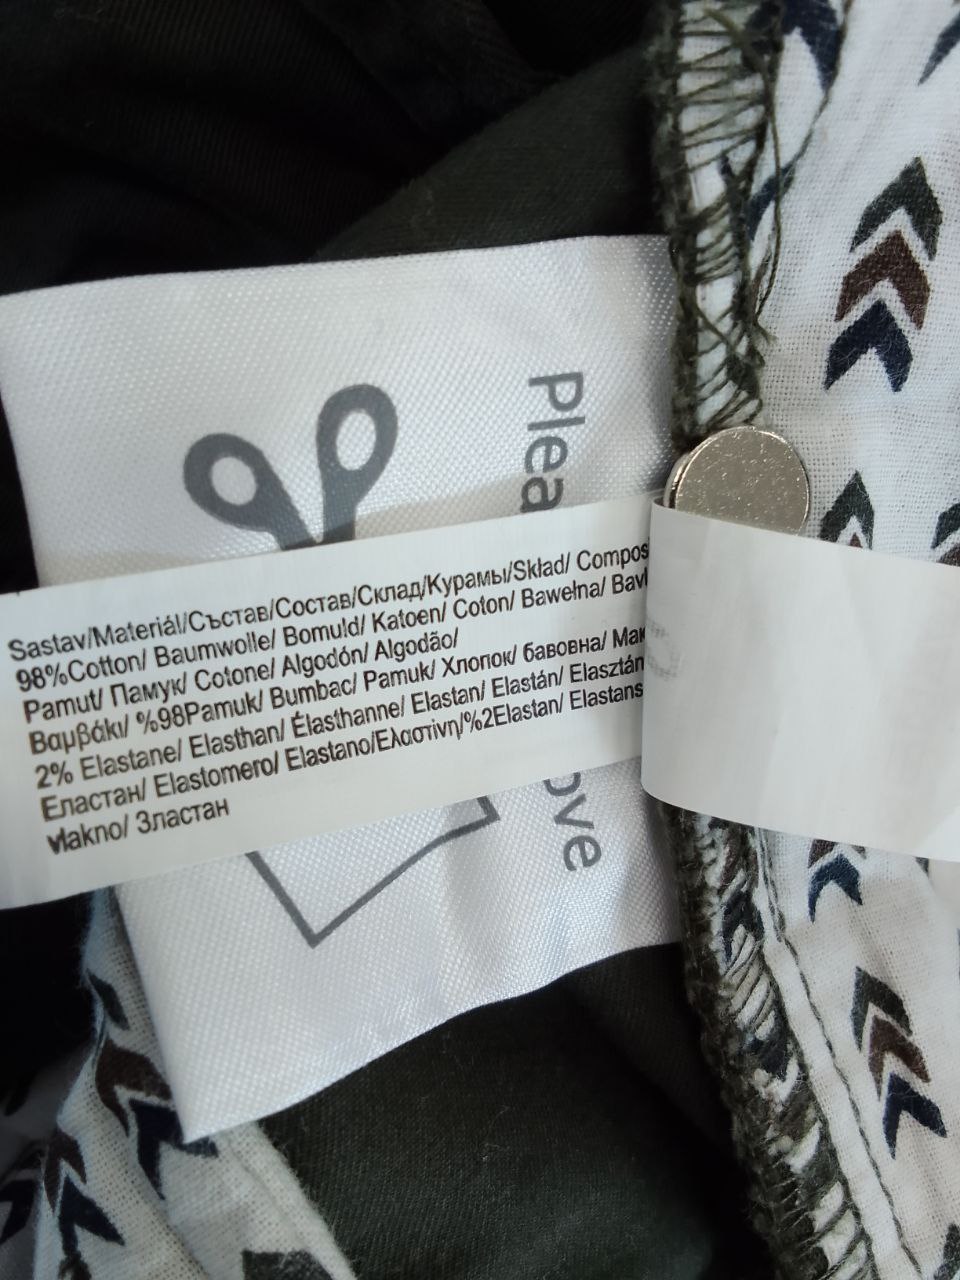 Plea
ove
Sastav/Materiál/Състав/Состав/Склад/Курамы/Skład/ Compos
98%Cotton/ Baumwolle/ Bomuld/ Katoen/ Coton/ Bawełna/ Bavl
Pamut/ Памук/ Cotone/ Algodón/ Algodão/
Βαμβάκι/ %98Pamuk/ Bumbac/ Pamuk/ Хлопок/ бавовна/ Мак
2% Elastane/ Elasthan/ Élasthanne/ Elastan/ Elastán/ Elasztán
Еластан/ Elastomero/ Elastano/Ελαστίνη/%2Elastan/ Elastans
vlakno/ Зластан